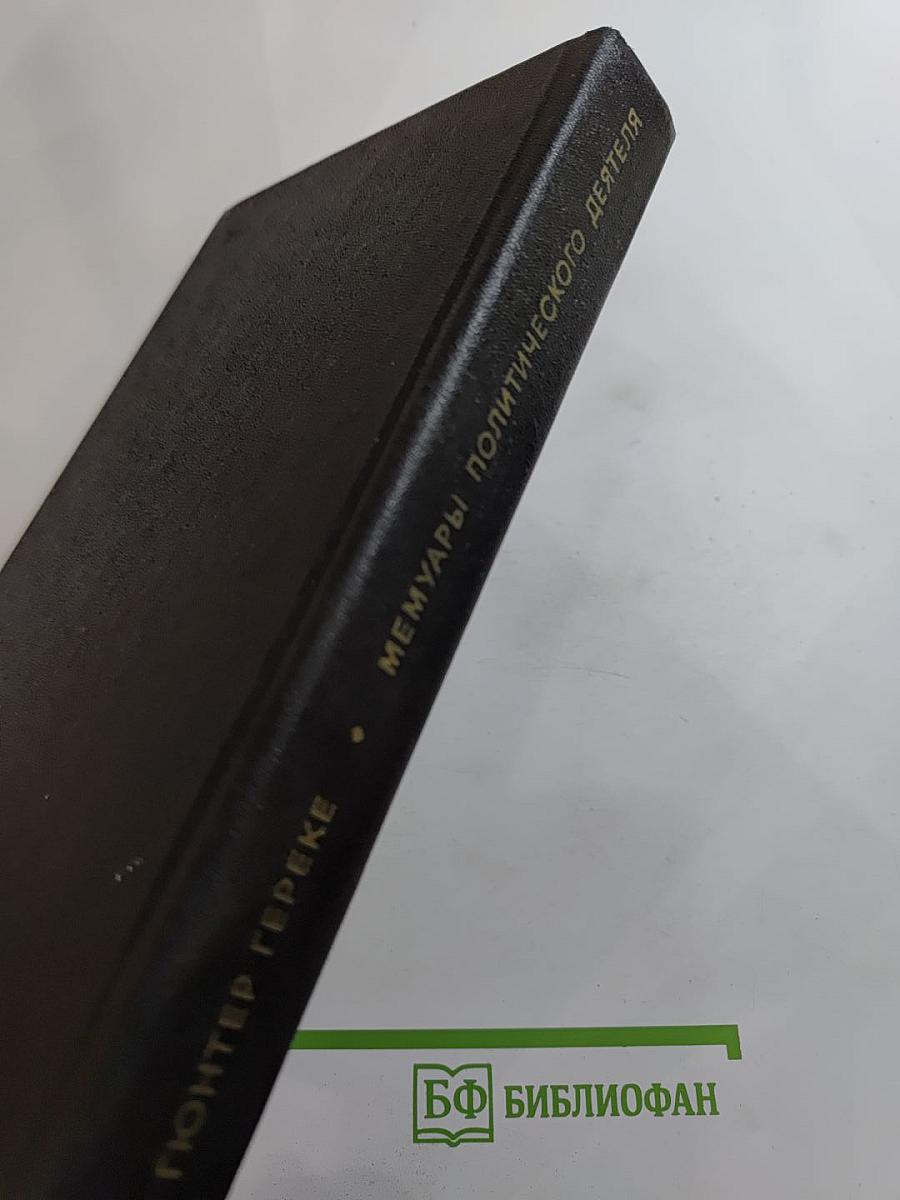 ГЮНТЕР ГЕРЕКЕ • МЕМУАРЫ ПОЛИТИЧЕСКОГО ДЕЯТЕЛЯ
БФ БИБЛИОФАН